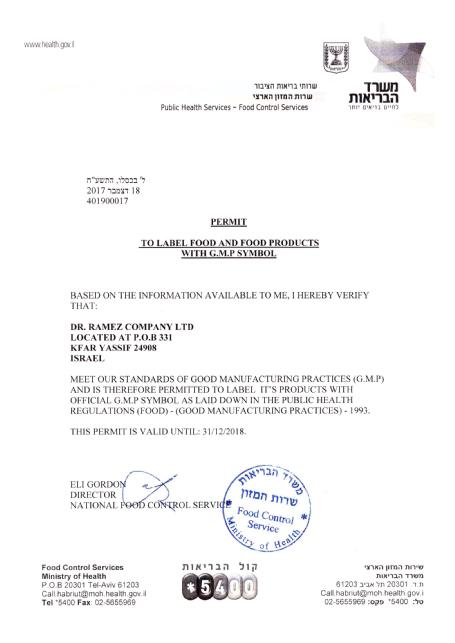 www.health.gov.il
משרד
הבריאות
לחיים בריאים יותר
שרותי בריאות הציבור
שרות המזון הארצי
Public Health Services – Food Control Services
ל' בכסלו, התשע"ח
18 דצמבר 2017
401900017
PERMIT
TO LABEL FOOD AND FOOD PRODUCTS
WITH G.M.P SYMBOL
BASED ON THE INFORMATION AVAILABLE TO ME, I HEREBY VERIFY
THAT:
DR. RAMEZ COMPANY LTD
LOCATED AT P.O.B 331
KFAR YASSIF 24908
ISRAEL
MEET OUR STANDARDS OF GOOD MANUFACTURING PRACTICES (G.M.P)
AND IS THEREFORE PERMITTED TO LABEL IT'S PRODUCTS WITH
OFFICIAL G.M.P SYMBOL AS LAID DOWN IN THE PUBLIC HEALTH
REGULATIONS (FOOD) - (GOOD MANUFACTURING PRACTICES) - 1993.
THIS PERMIT IS VALID UNTIL: 31/12/2018.
ELI GORDON
DIRECTOR
NATIONAL FOOD CONTROL SERVICE
משרד הבריאות
שרות המזון
Food Control
Service
Ministry of Health
Food Control Services
Ministry of Health
P.O.B 20301 Tel-Aviv 61203
Call.habriut@moh.health.gov.il
Tel *5400 Fax: 02-5655969
קול הבריאות
*5400
שירות המזון הארצי
משרד הבריאות
ת.ד. 20301 תל אביב 61203
Call.habriut@moh.health.gov.il
טל: 5400* פקס: 02-5655969